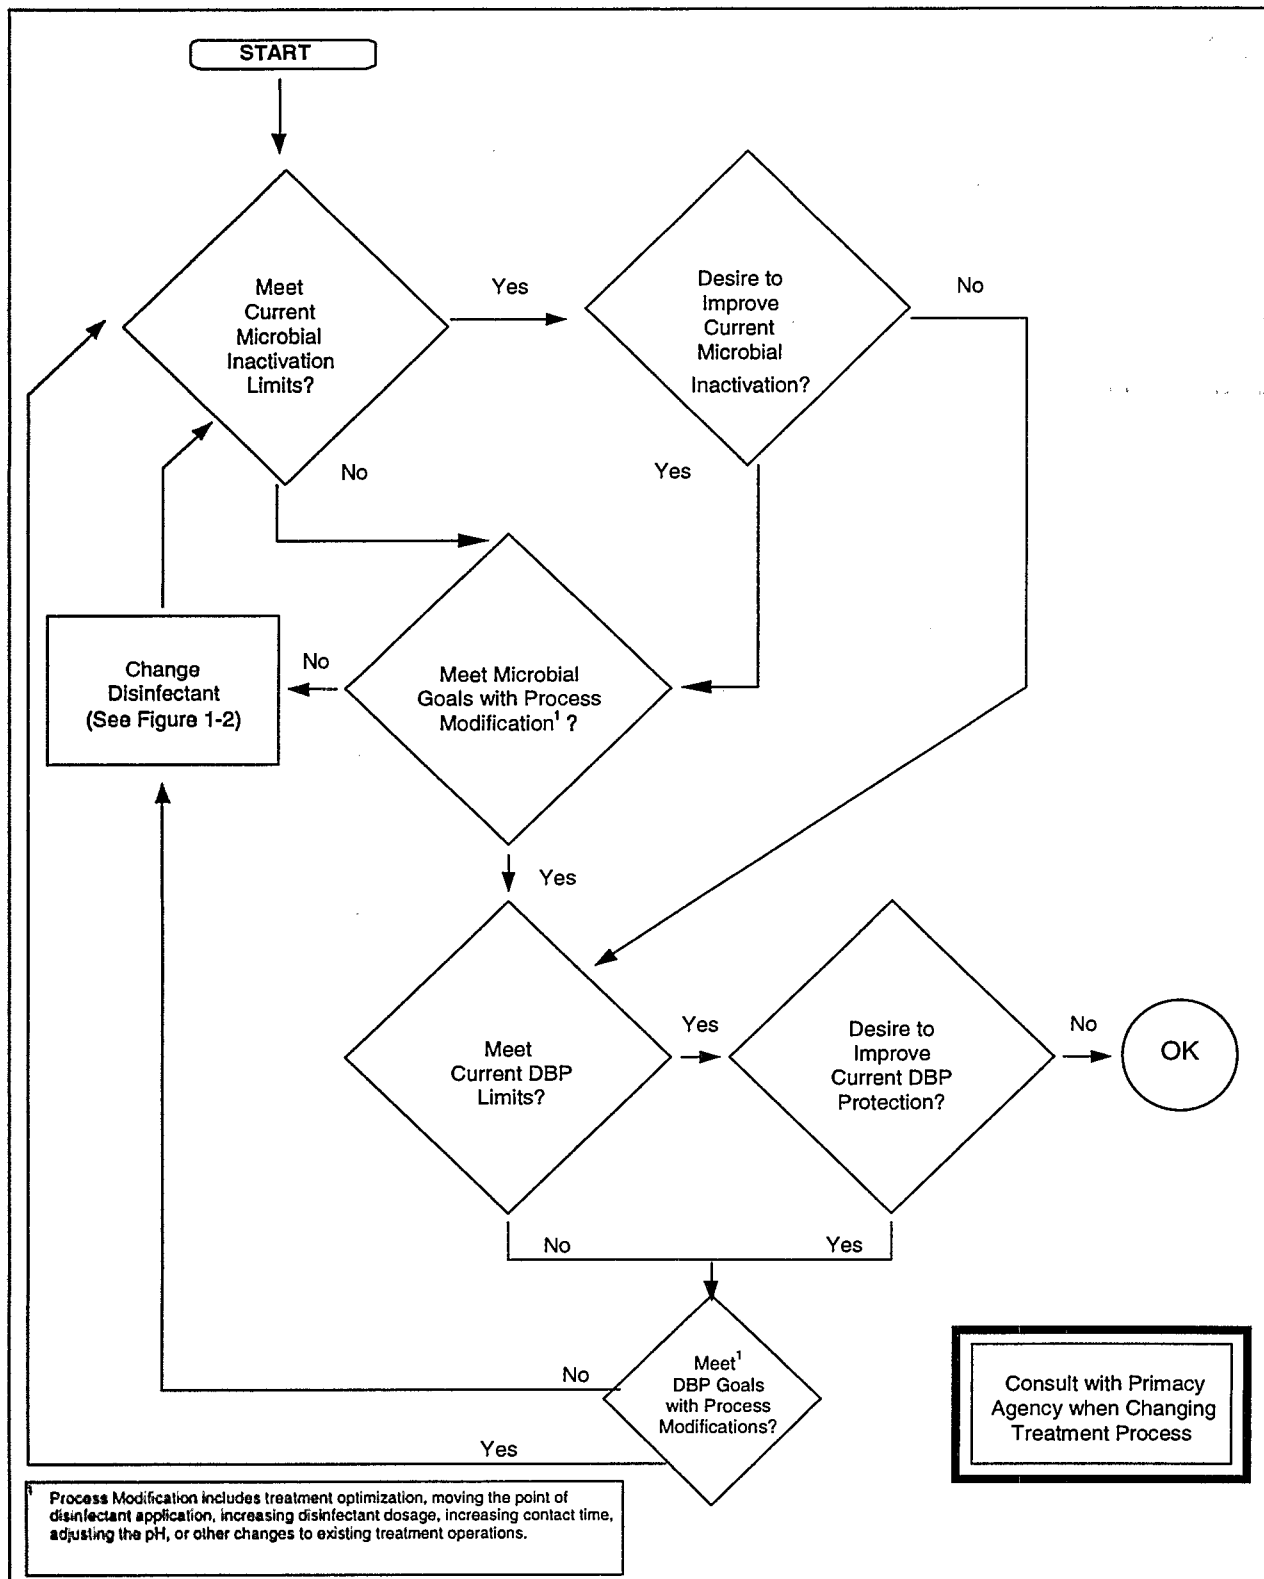 START
Meet
Current
Microbial
Inactivation
Limits?
Yes
Desire to
Improve
Current
Microbial
Inactivation?
No
No
Yes
Change
Disinfectant
(See Figure 1-2)
No
Meet Microbial
Goals with Process
Modification¹ ?
Yes
Meet
Current DBP
Limits?
Yes
Desire to
Improve
Current DBP
Protection?
No
OK
No
Yes
No
Meet¹
DBP Goals
with Process
Modifications?
Yes
Consult with Primacy
Agency when Changing
Treatment Process
¹ Process Modification includes treatment optimization, moving the point of
disinfectant application, increasing disinfectant dosage, increasing contact time,
adjusting the pH, or other changes to existing treatment operations.